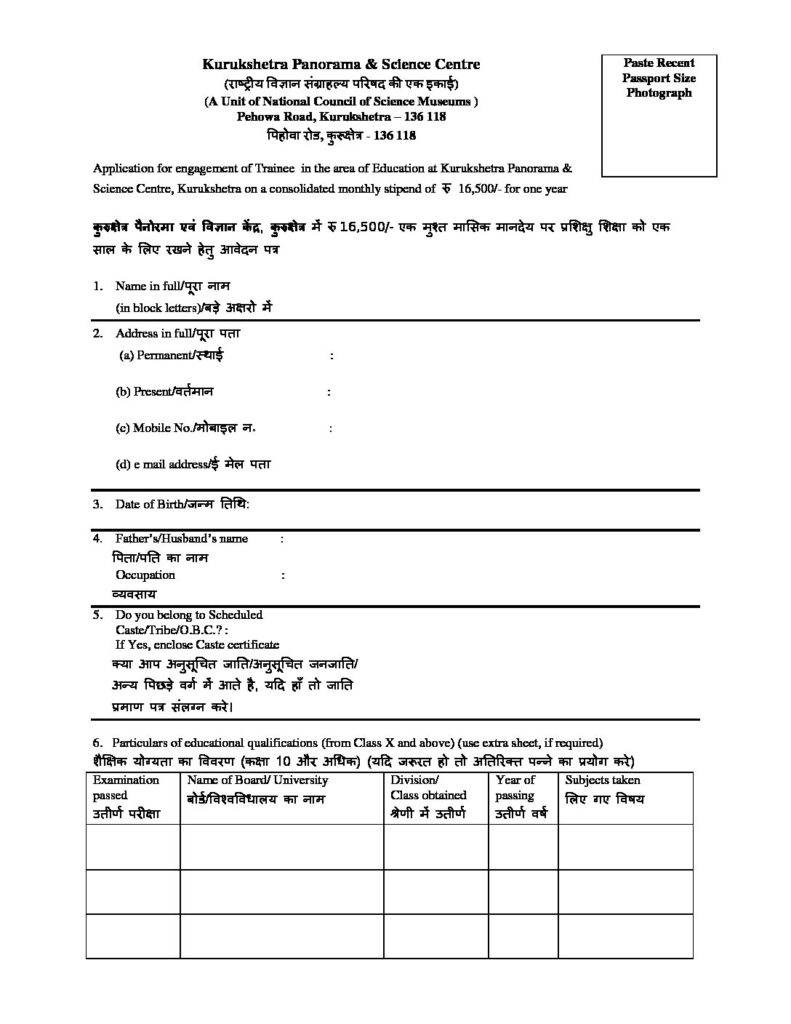 Kurukshetra Panorama & Science Centre
(राष्ट्रीय विज्ञान संग्राहल्य परिषद की एक इकाई)
(A Unit of National Council of Science Museums )
Pehowa Road, Kurukshetra – 136 118
पिहोवा रोड, कुरूक्षेत्र - 136 118
Paste Recent
Passport Size
Photograph
Application for engagement of Trainee in the area of Education at Kurukshetra Panorama &
Science Centre, Kurukshetra on a consolidated monthly stipend of रु 16,500/- for one year
कुरुक्षेत्र पैनोरमा एवं विज्ञान केंद्र, कुरुक्षेत्र में रु 16,500/- एक मुश्त मासिक मानदेय पर प्रशिक्षु शिक्षा को एक
साल के लिए रखने हेतु आवेदन पत्र
1. Name in full/पूरा नाम
(in block letters)/बड़े अक्षरो में
2. Address in full/पूरा पता
(a) Permanent/स्थाई :
(b) Present/वर्तमान :
(c) Mobile No./मोबाइल न. :
(d) e mail address/ई मेल पता
3. Date of Birth/जन्म तिथि:
4. Father's/Husband's name :
पिता/पति का नाम
Occupation :
व्यवसाय
5. Do you belong to Scheduled
Caste/Tribe/O.B.C.? :
If Yes, enclose Caste certificate
क्या आप अनुसूचित जाति/अनुसूचित जनजाति/
अन्य पिछड़े वर्ग में आते है, यदि हाँ तो जाति
प्रमाण पत्र संलग्न करे।
6. Particulars of educational qualifications (from Class X and above) (use extra sheet, if required)
शैक्षिक योग्यता का विवरण (कक्षा 10 और अधिक) (यदि जरूरत हो तो अतिरिक्त पन्ने का प्रयोग करे)
Examination
passed
उतीर्ण परीक्षा
Name of Board/ University
बोर्ड/विश्वविधालय का नाम
Division/
Class obtained
श्रेणी में उतीर्ण
Year of
passing
उतीर्ण वर्ष
Subjects taken
लिए गए विषय